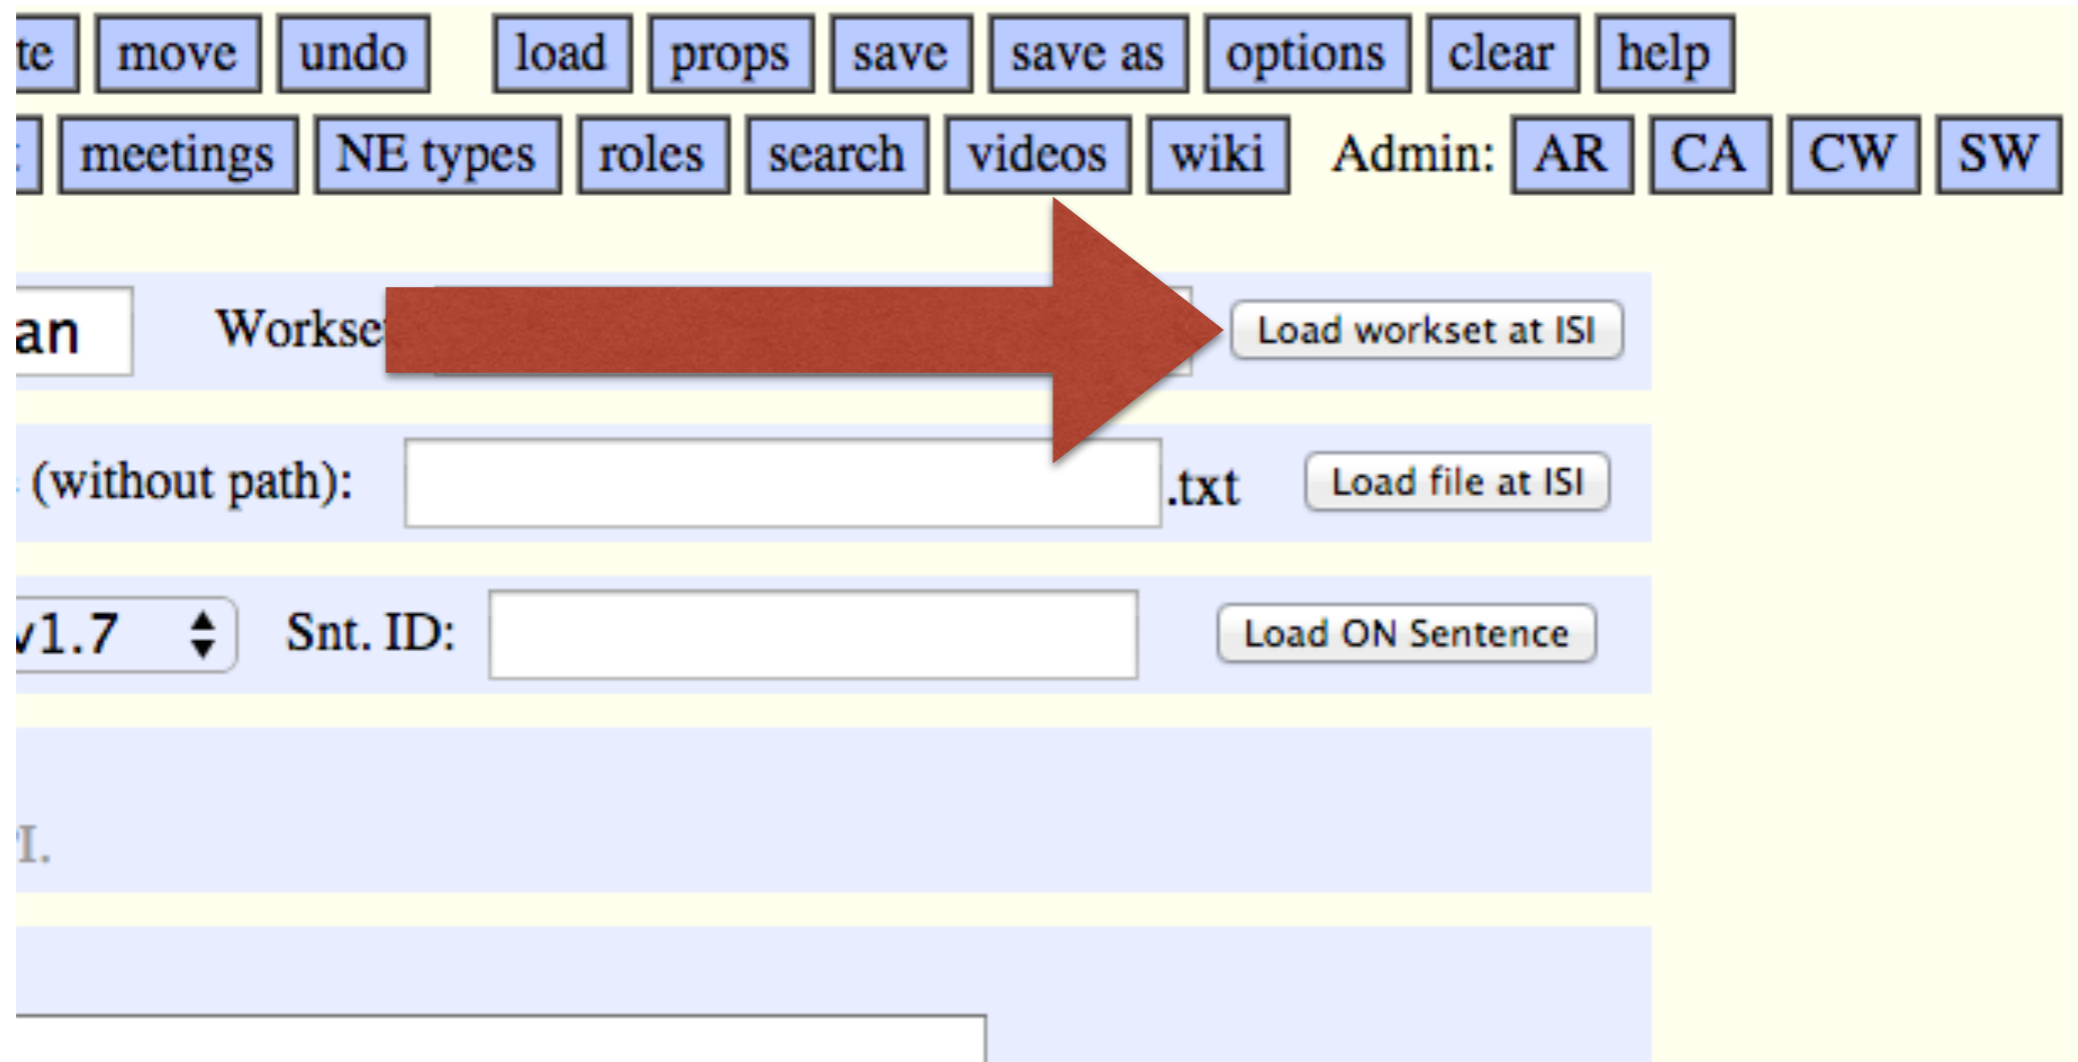 te move undo load props save save as options clear help
meetings NE types roles search videos wiki Admin: AR CA CW SW
an Workset Load workset at ISI
(without path): .txt Load file at ISI
v1.7 Snt. ID: Load ON Sentence
I.